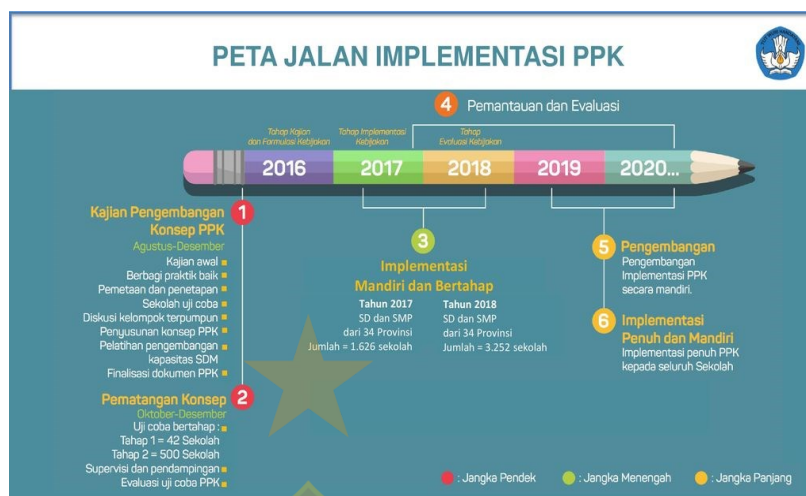 PETA JALAN IMPLEMENTASI PPK
4 Pemantauan dan Evaluasi
Tahap Kajian
dan Formulasi Kebijakan
Tahap Implementasi
Kebijakan
Tahap
Evaluasi Kebijakan
2016 2017 2018 2019 2020...
1
Kajian Pengembangan
Konsep PPK
Agustus-Desember
Kajian awal
Berbagi praktik baik
Pemetaan dan penetapan
Sekolah uji coba
Diskusi kelompok terpumpun
Penyusunan konsep PPK
Pelatihan pengembangan
kapasitas SDM
Finalisasi dokumen PPK
2
Pematangan Konsep
Oktober-Desember
Uji coba bertahap :
Tahap 1 = 42 Sekolah
Tahap 2 = 500 Sekolah
Supervisi dan pendampingan
Evaluasi uji coba PPK
3
Implementasi
Mandiri dan Bertahap
Tahun 2017
SD dan SMP
dari 34 Provinsi
Jumlah = 1.626 sekolah
Tahun 2018
SD dan SMP
dari 34 Provinsi
Jumlah = 3.252 sekolah
5 Pengembangan
Pengembangan
Implementasi PPK
secara mandiri.
6 Implementasi
Penuh dan Mandiri
Implementasi penuh PPK
kepada seluruh Sekolah
: Jangka Pendek : Jangka Menengah : Jangka Panjang